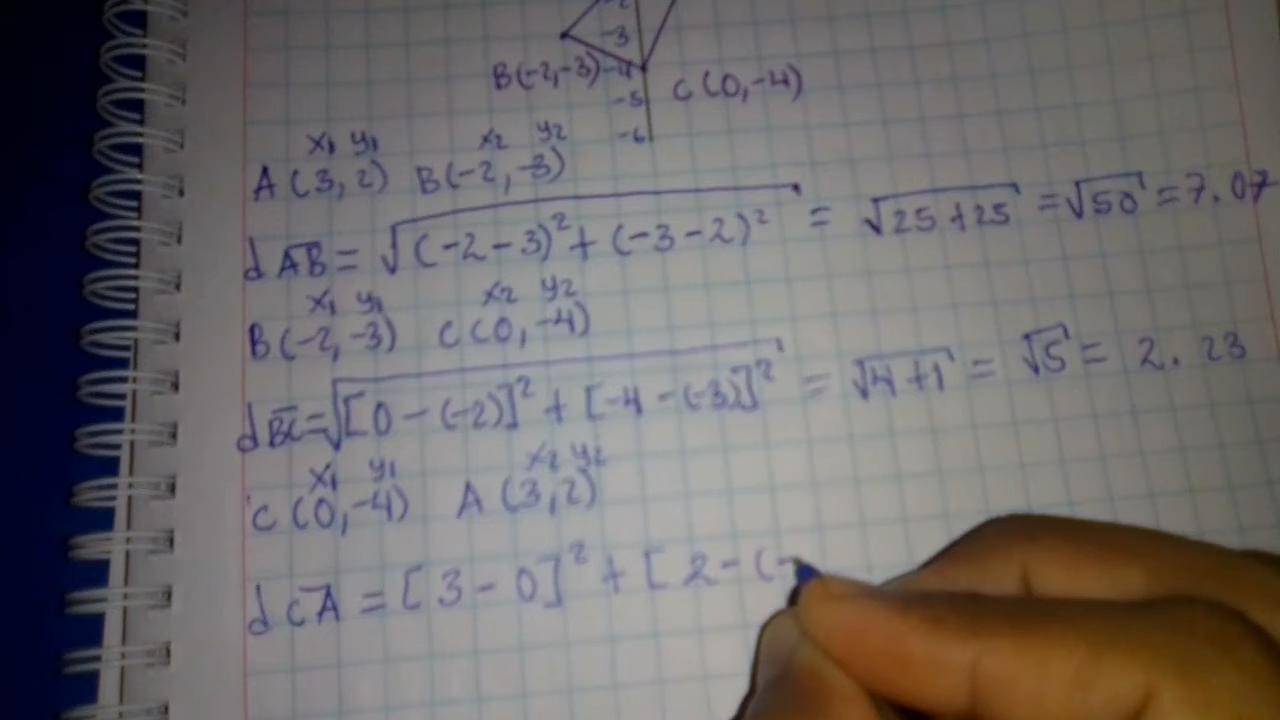 -2
-3
B(-2,-3) -4 C(0,-4)
-5
-6
x₁ y₁ x₂ y₂
A(3,2) B(-2,-3)
dAB̅ = √(-2-3)²+(-3-2)² = √25+25 = √50 = 7.07
x₁ y₁ x₂ y₂
B(-2,-3) C(0,-4)
dBC̅ = √[0-(-2)]²+[-4-(-3)]² = √4+1 = √5 = 2.23
x₁ y₁ x₂ y₂
C(0,-4) A(3,2)
dCA̅ = [3-0]²+[2-(-